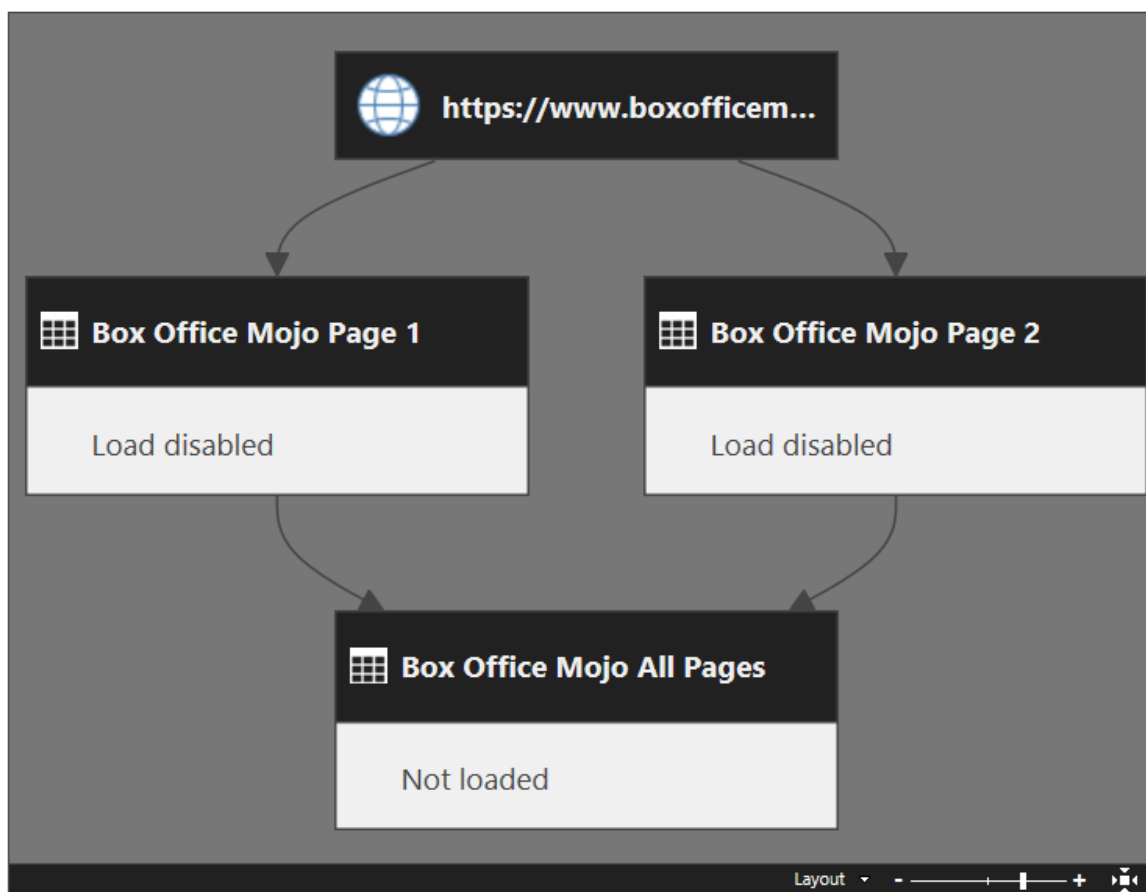 https://www.boxofficem...
Box Office Mojo Page 1
Box Office Mojo Page 2
Load disabled
Load disabled
Box Office Mojo All Pages
Not loaded
Layout - +